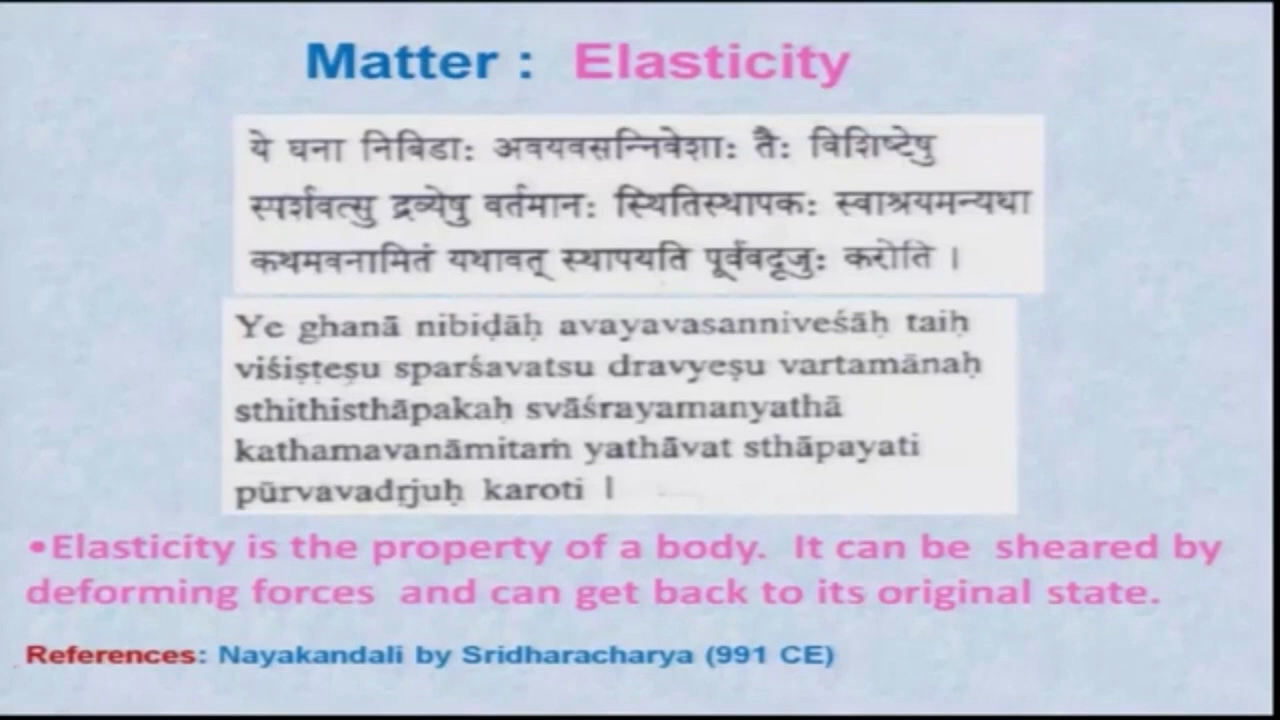 Matter : Elasticity
ये घना निबिडाः अवयवसन्निवेशाः तैः विशिष्टेषु
स्पर्शवत्सु द्रव्येषु वर्तमानः स्थितिस्थापकः स्वाश्रयमन्यथा
कथमवनामितं यथावत् स्थापयति पूर्ववदृजुः करोति ।
Ye ghanā nibiḍāḥ avayavasanniveśāḥ taiḥ
viśiṣṭeṣu sparśavatsu dravyeṣu vartamānaḥ
sthithisthāpakaḥ svāśrayamanyathā
kathamavanāmitaṁ yathāvat sthāpayati
pūrvavadṛjuḥ karoti |
•Elasticity is the property of a body. It can be sheared by
deforming forces and can get back to its original state.
References: Nayakandali by Sridharacharya (991 CE)